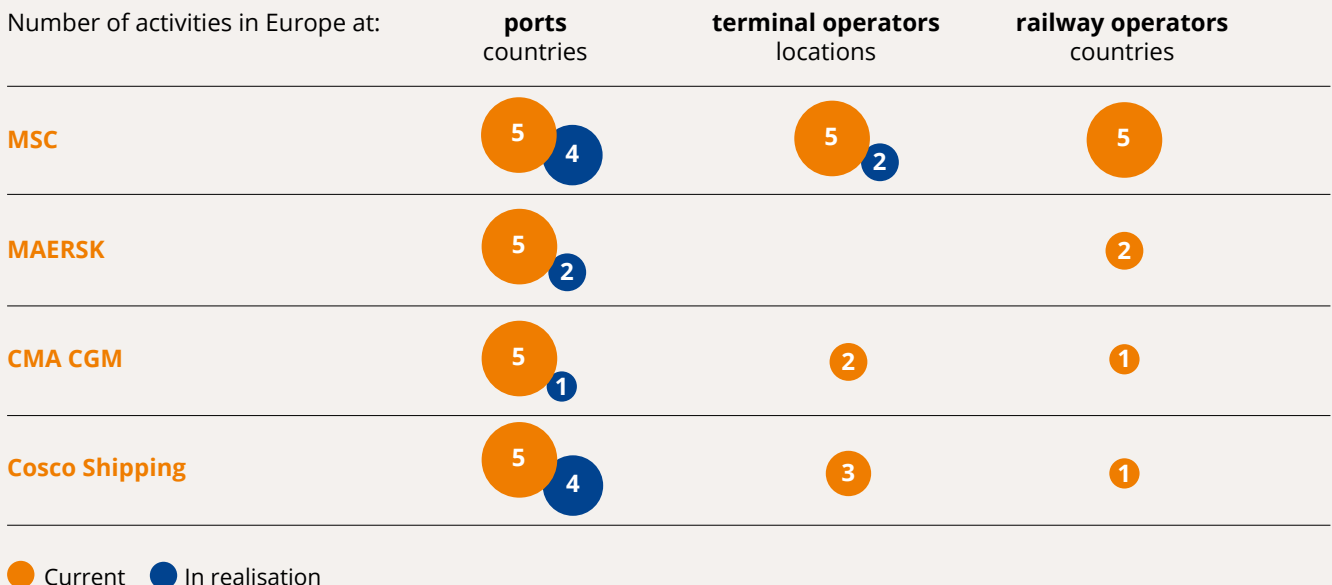 Number of activities in Europe at:
ports
countries
terminal operators
locations
railway operators
countries
MSC
5
4
5
2
5
MAERSK
5
2
2
CMA CGM
5
1
2
1
Cosco Shipping
5
4
3
1
Current
In realisation